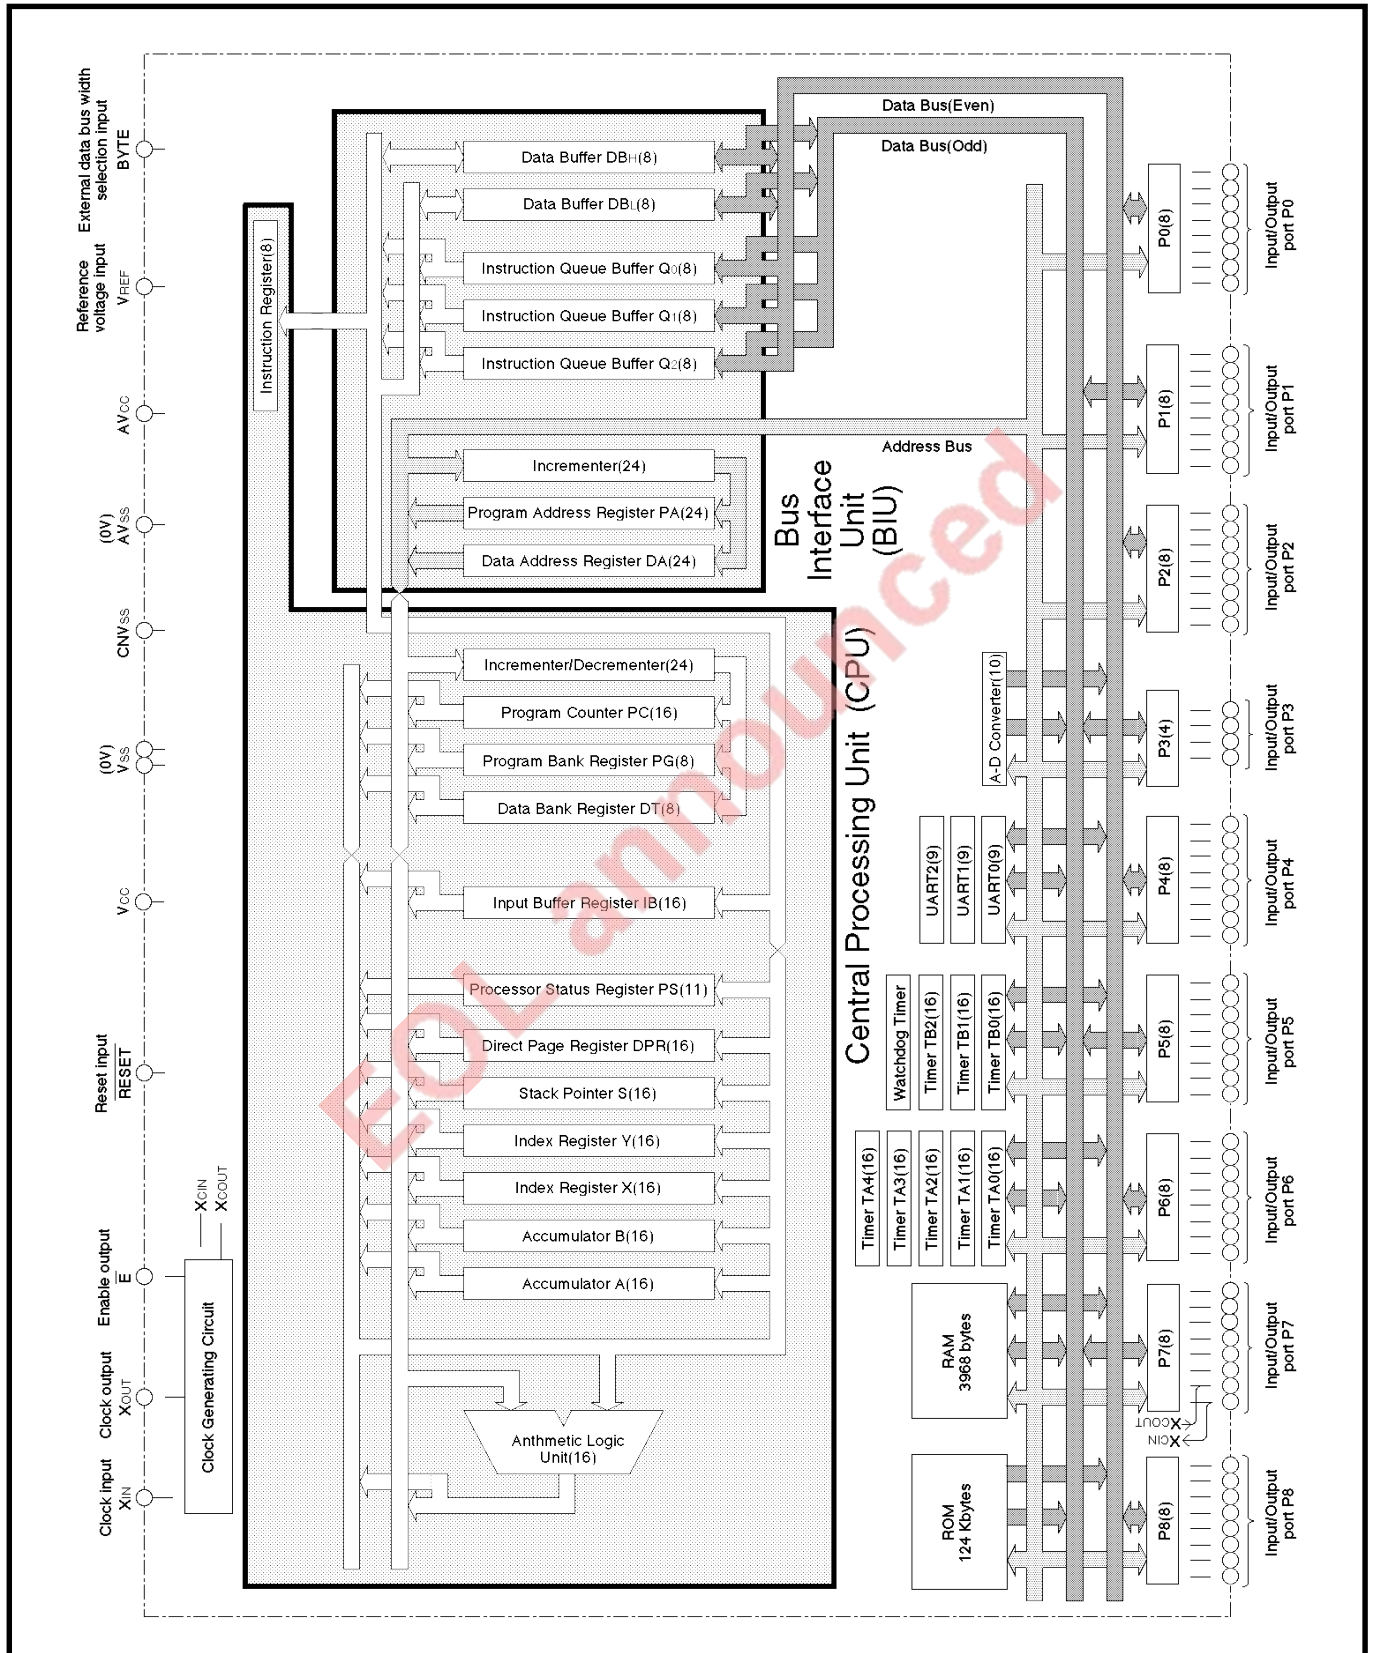 External data bus width
selection input
BYTE
Reference
voltage input
VREF
AVCC
(0V)
AVSS
CNVSS
(0V)
VSS
VCC
Reset input
RESET
XCIN
XCOUT
Enable output
E
Clock output
XOUT
Clock input
XIN
Clock Generating Circuit
Instruction Register(8)
Data Buffer DBH(8)
Data Buffer DBL(8)
Instruction Queue Buffer Q0(8)
Instruction Queue Buffer Q1(8)
Instruction Queue Buffer Q2(8)
Incrementer(24)
Program Address Register PA(24)
Data Address Register DA(24)
Bus
Interface
Unit
(BIU)
Incrementer/Decrementer(24)
Program Counter PC(16)
Program Bank Register PG(8)
Data Bank Register DT(8)
Input Buffer Register IB(16)
Processor Status Register PS(11)
Direct Page Register DPR(16)
Stack Pointer S(16)
Index Register Y(16)
Index Register X(16)
Accumulator B(16)
Accumulator A(16)
Anthmetic Logic
Unit(16)
Central Processing Unit (CPU)
Data Bus(Even)
Data Bus(Odd)
Address Bus
A-D Converter(10)
UART2(9)
UART1(9)
UART0(9)
Watchdog Timer
Timer TB2(16)
Timer TB1(16)
Timer TB0(16)
Timer TA4(16)
Timer TA3(16)
Timer TA2(16)
Timer TA1(16)
Timer TA0(16)
RAM
3968 bytes
ROM
124 Kbytes
P0(8)
Input/Output
port P0
P1(8)
Input/Output
port P1
P2(8)
Input/Output
port P2
P3(4)
Input/Output
port P3
P4(8)
Input/Output
port P4
P5(8)
Input/Output
port P5
P6(8)
Input/Output
port P6
P7(8)
Input/Output
port P7
XCOUT
XCIN
P8(8)
Input/Output
port P8
EOL announced